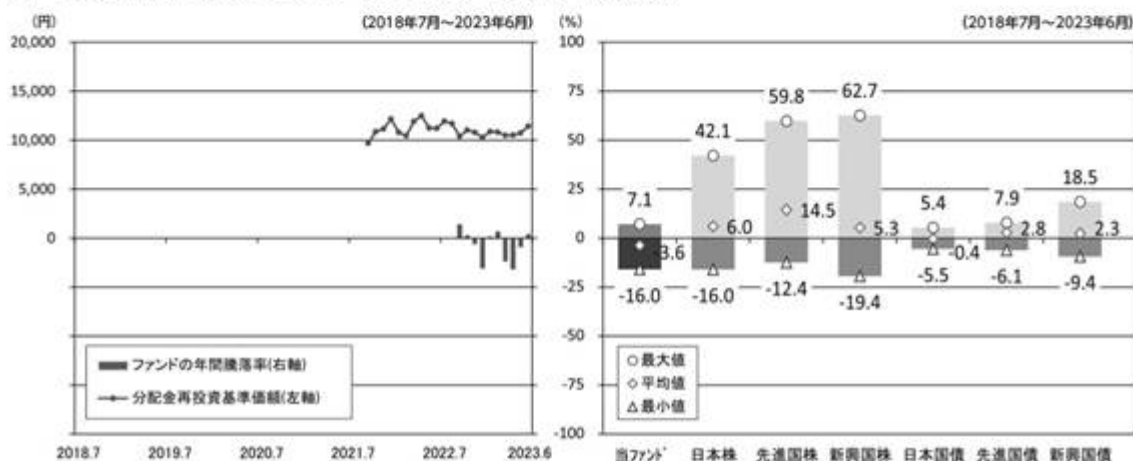 (円)
(2018年7月～2023年6月)
20,000
15,000
10,000
5,000
0
ファンドの年間騰落率(右軸)
分配金再投資基準価額(左軸)
2018.7 2019.7 2020.7 2021.7 2022.7 2023.6
(%)
(2018年7月～2023年6月)
100
75
50
25
0
-25
-50
-75
-100
7.1 42.1 59.8 62.7 5.4 7.9 18.5
-3.6 6.0 14.5 5.3 -0.4 2.8 2.3
-16.0 -16.0 -12.4 -19.4 -5.5 -6.1 -9.4
最大値
平均値
最小値
当ファンド 日本株 先進国株 新興国株 日本国債 先進国債 新興国債